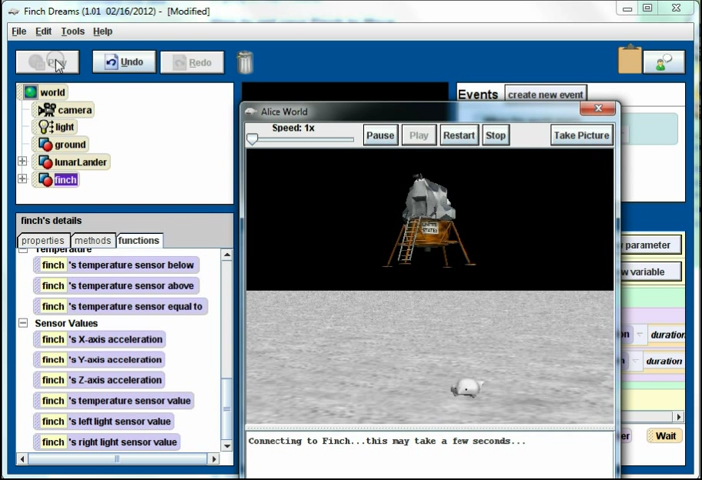 Finch Dreams (1.01 02/16/2012) - [Modified]
File Edit Tools Help
Undo Redo
world
camera
light
ground
lunarLander
finch
Events create new event
Alice World
Speed: 1x
Pause Play Restart Stop Take Picture
UNITED STATES
finch's details
properties methods functions
Temperature
finch 's temperature sensor below
finch 's temperature sensor above
finch 's temperature sensor equal to
Sensor Values
finch 's X-axis acceleration
finch 's Y-axis acceleration
finch 's Z-axis acceleration
finch 's temperature sensor value
finch 's left light sensor value
finch 's right light sensor value
parameter
variable
duration
duration
Wait
Connecting to Finch...this may take a few seconds...